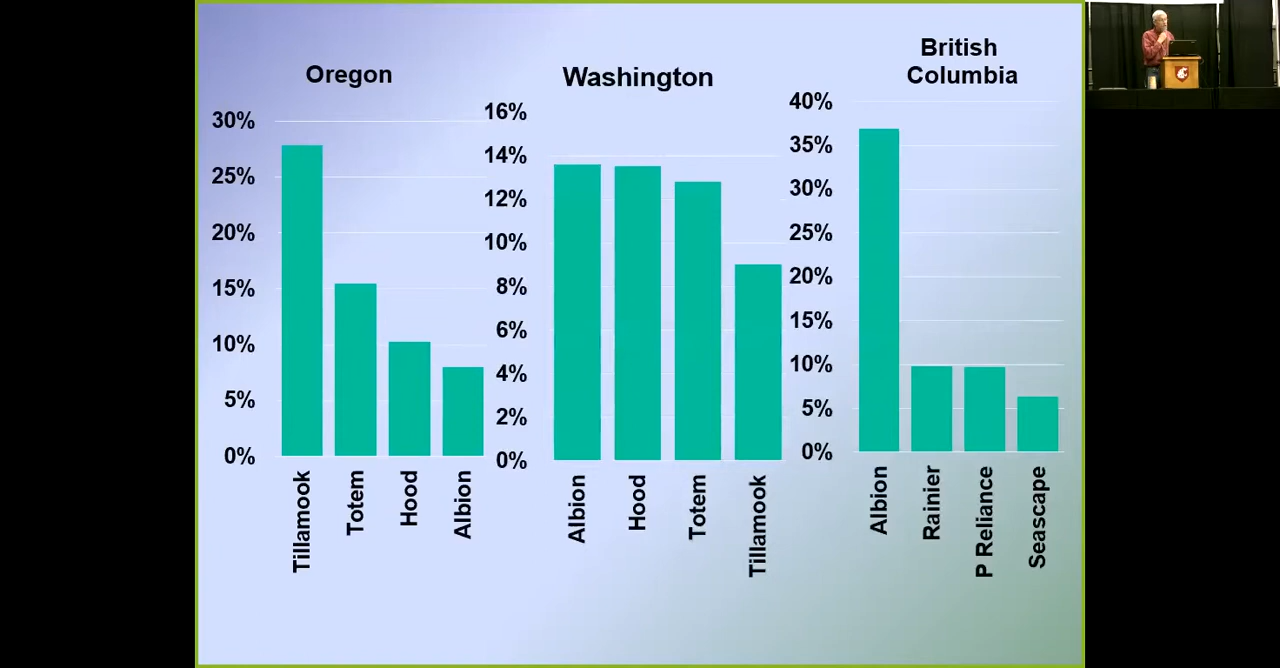 Oregon
30%
25%
20%
15%
10%
5%
0%
Tillamook
Totem
Hood
Albion
Washington
16%
14%
12%
10%
8%
6%
4%
2%
0%
Albion
Hood
Totem
Tillamook
British
Columbia
40%
35%
30%
25%
20%
15%
10%
5%
0%
Albion
Rainier
P Reliance
Seascape